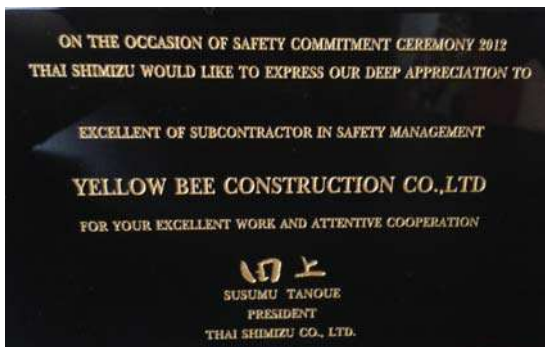 ON THE OCCASION OF SAFETY COMMITMENT CEREMONY 2012
THAI SHIMIZU WOULD LIKE TO EXPRESS OUR DEEP APPRECIATION TO
EXCELLENT OF SUBCONTRACTOR IN SAFETY MANAGEMENT
YELLOW BEE CONSTRUCTION CO.,LTD
FOR YOUR EXCELLENT WORK AND ATTENTIVE COOPERATION
SUSUMU TANOUE
PRESIDENT
THAI SHIMIZU CO., LTD.